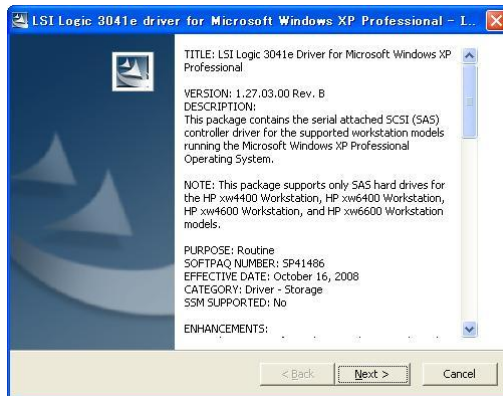 LSI Logic 3041e driver for Microsoft Windows XP Professional - I...
TITLE: LSI Logic 3041e Driver for Microsoft Windows XP
Professional
VERSION: 1.27.03.00 Rev. B
DESCRIPTION:
This package contains the serial attached SCSI (SAS)
controller driver for the supported workstation models
running the Microsoft Windows XP Professional
Operating System.
NOTE: This package supports only SAS hard drives for
the HP xw4400 Workstation, HP xw6400 Workstation,
HP xw4600 Workstation, and HP xw6600 Workstation
models.
PURPOSE: Routine
SOFTPAQ NUMBER: SP41486
EFFECTIVE DATE: October 16, 2008
CATEGORY: Driver - Storage
SSM SUPPORTED: No
ENHANCEMENTS:
< Back
Next >
Cancel